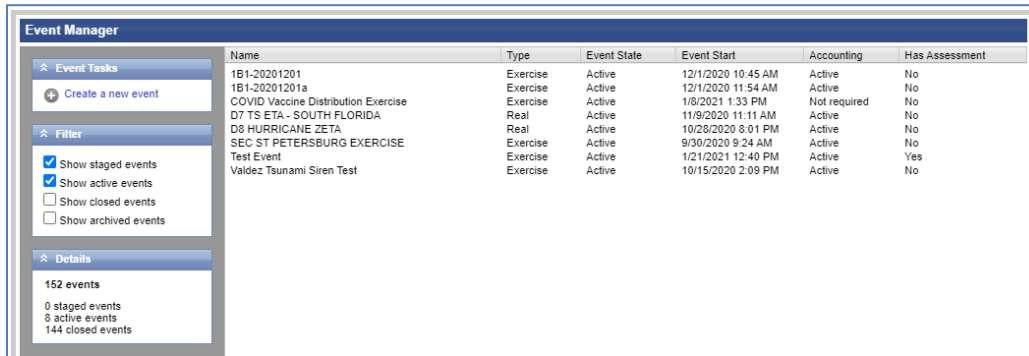 Event Manager
Event Tasks
Create a new event
Filter
Show staged events
Show active events
Show closed events
Show archived events
Details
152 events
0 staged events
8 active events
144 closed events
Name Type Event State Event Start Accounting Has Assessment
1B1-20201201 Exercise Active 12/1/2020 10:45 AM Active No
1B1-20201201a Exercise Active 12/1/2020 11:54 AM Active No
COVID Vaccine Distribution Exercise Exercise Active 1/8/2021 1:33 PM Not required No
D7 TS ETA - SOUTH FLORIDA Real Active 11/9/2020 11:11 AM Active No
D8 HURRICANE ZETA Real Active 10/28/2020 8:01 PM Active No
SEC ST PETERSBURG EXERCISE Exercise Active 9/30/2020 9:24 AM Active No
Test Event Exercise Active 1/21/2021 12:40 PM Active Yes
Valdez Tsunami Siren Test Exercise Active 10/15/2020 2:09 PM Active No